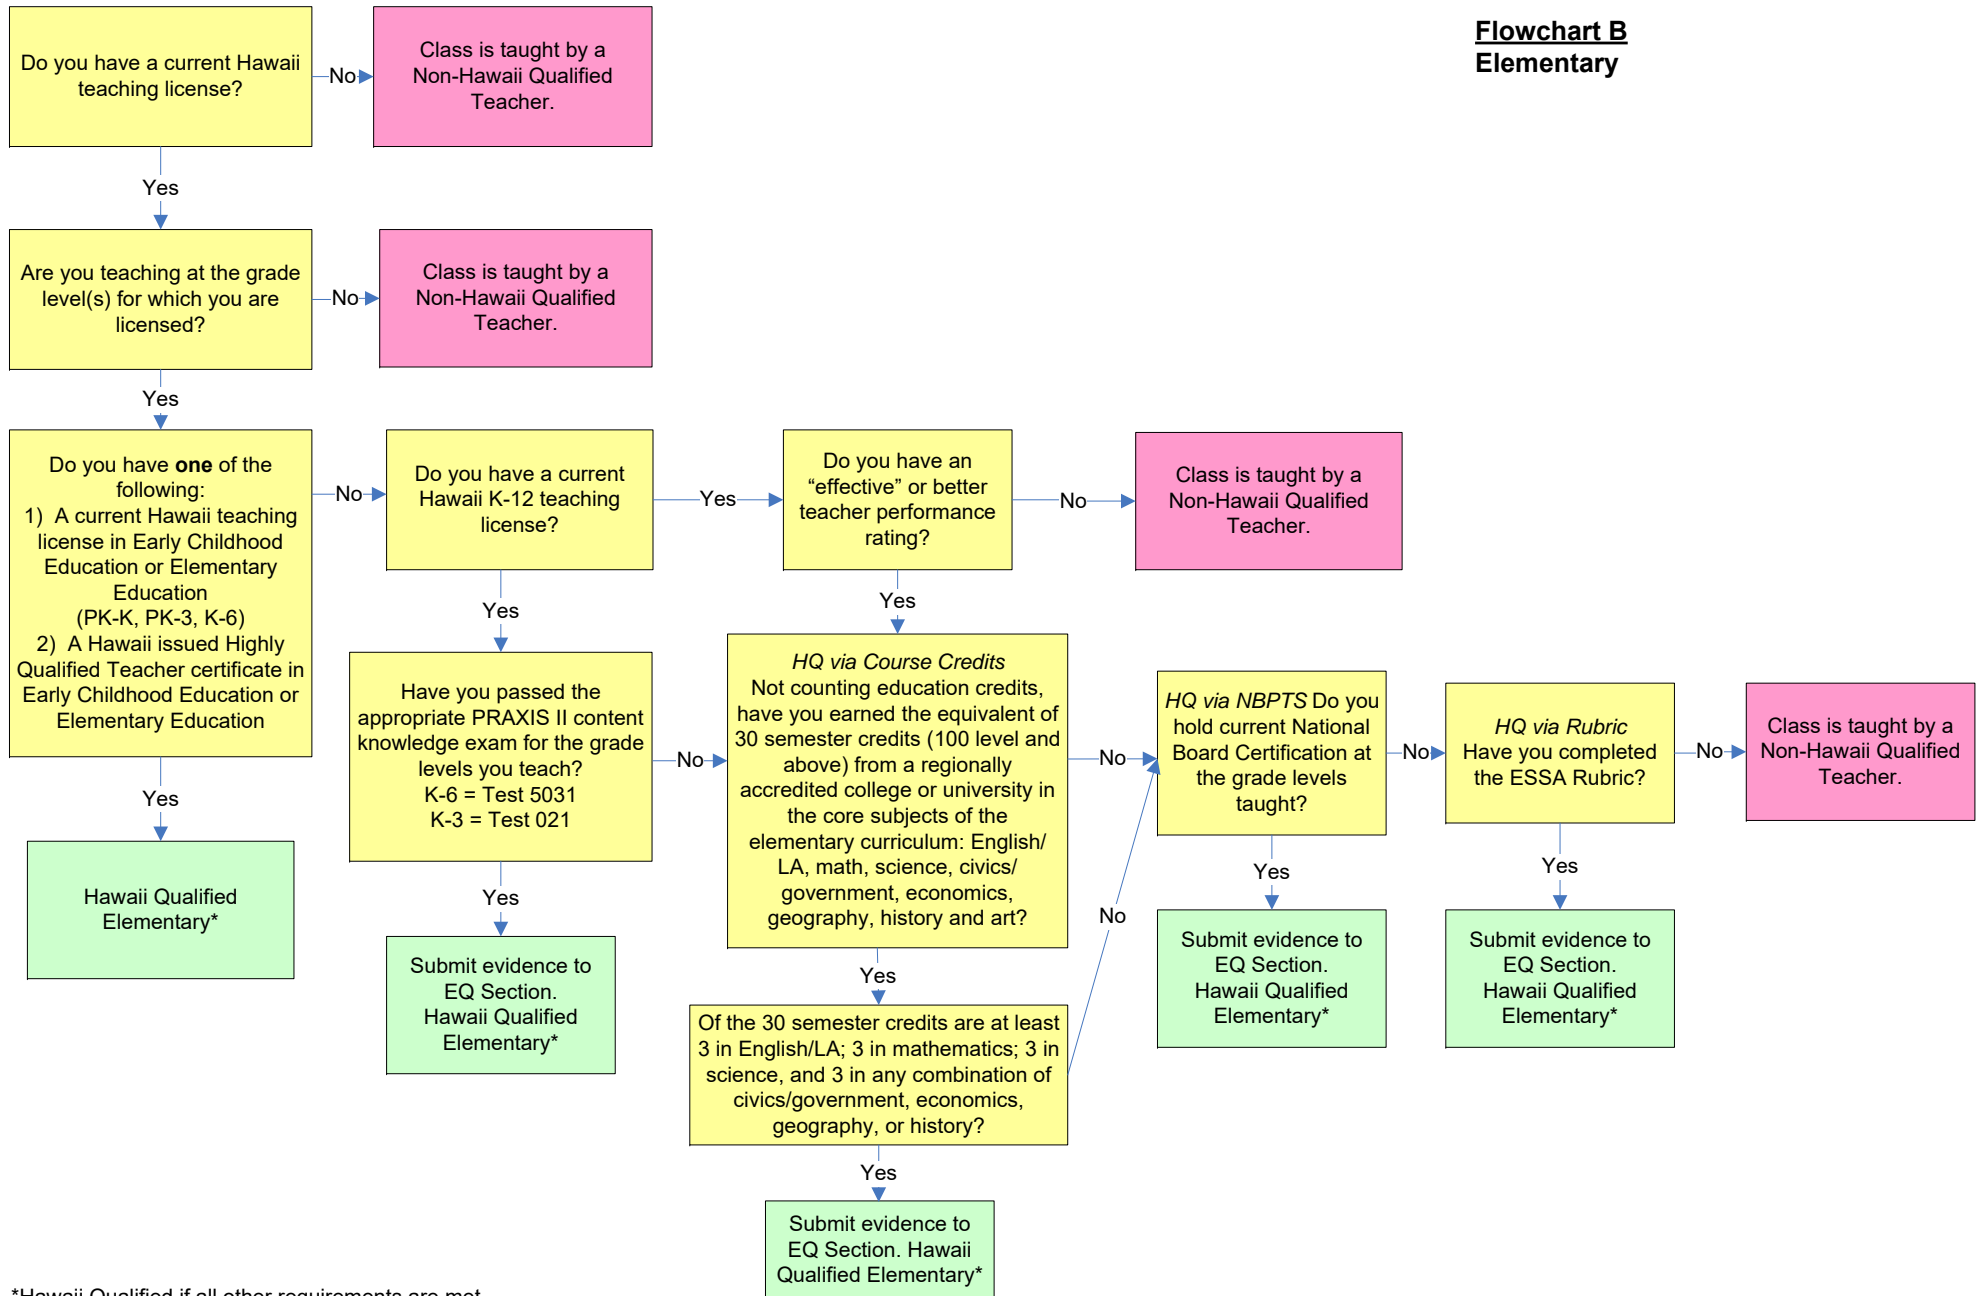 Flowchart B
Elementary
Do you have a current Hawaii
teaching license?
No
Class is taught by a
Non-Hawaii Qualified
Teacher.
Yes
Are you teaching at the grade
level(s) for which you are
licensed?
No
Class is taught by a
Non-Hawaii Qualified
Teacher.
Yes
Do you have one of the
following:
1) A current Hawaii teaching
license in Early Childhood
Education or Elementary
Education
(PK-K, PK-3, K-6)
2) A Hawaii issued Highly
Qualified Teacher certificate in
Early Childhood Education or
Elementary Education
No
Do you have a current
Hawaii K-12 teaching
license?
Yes
Do you have an
“effective” or better
teacher performance
rating?
No
Class is taught by a
Non-Hawaii Qualified
Teacher.
Yes
Hawaii Qualified
Elementary*
Yes
Have you passed the
appropriate PRAXIS II content
knowledge exam for the grade
levels you teach?
K-6 = Test 5031
K-3 = Test 021
No
Yes
Submit evidence to
EQ Section.
Hawaii Qualified
Elementary*
Yes
HQ via Course Credits
Not counting education credits,
have you earned the equivalent of
30 semester credits (100 level and
above) from a regionally
accredited college or university in
the core subjects of the
elementary curriculum: English/
LA, math, science, civics/
government, economics,
geography, history and art?
No
Yes
Of the 30 semester credits are at least
3 in English/LA; 3 in mathematics; 3 in
science, and 3 in any combination of
civics/government, economics,
geography, or history?
No
Yes
Submit evidence to
EQ Section. Hawaii
Qualified Elementary*
HQ via NBPTS Do you
hold current National
Board Certification at
the grade levels
taught?
No
Yes
Submit evidence to
EQ Section.
Hawaii Qualified
Elementary*
HQ via Rubric
Have you completed
the ESSA Rubric?
No
Class is taught by a
Non-Hawaii Qualified
Teacher.
Yes
Submit evidence to
EQ Section.
Hawaii Qualified
Elementary*
*Hawaii Qualified if all other requirements are met